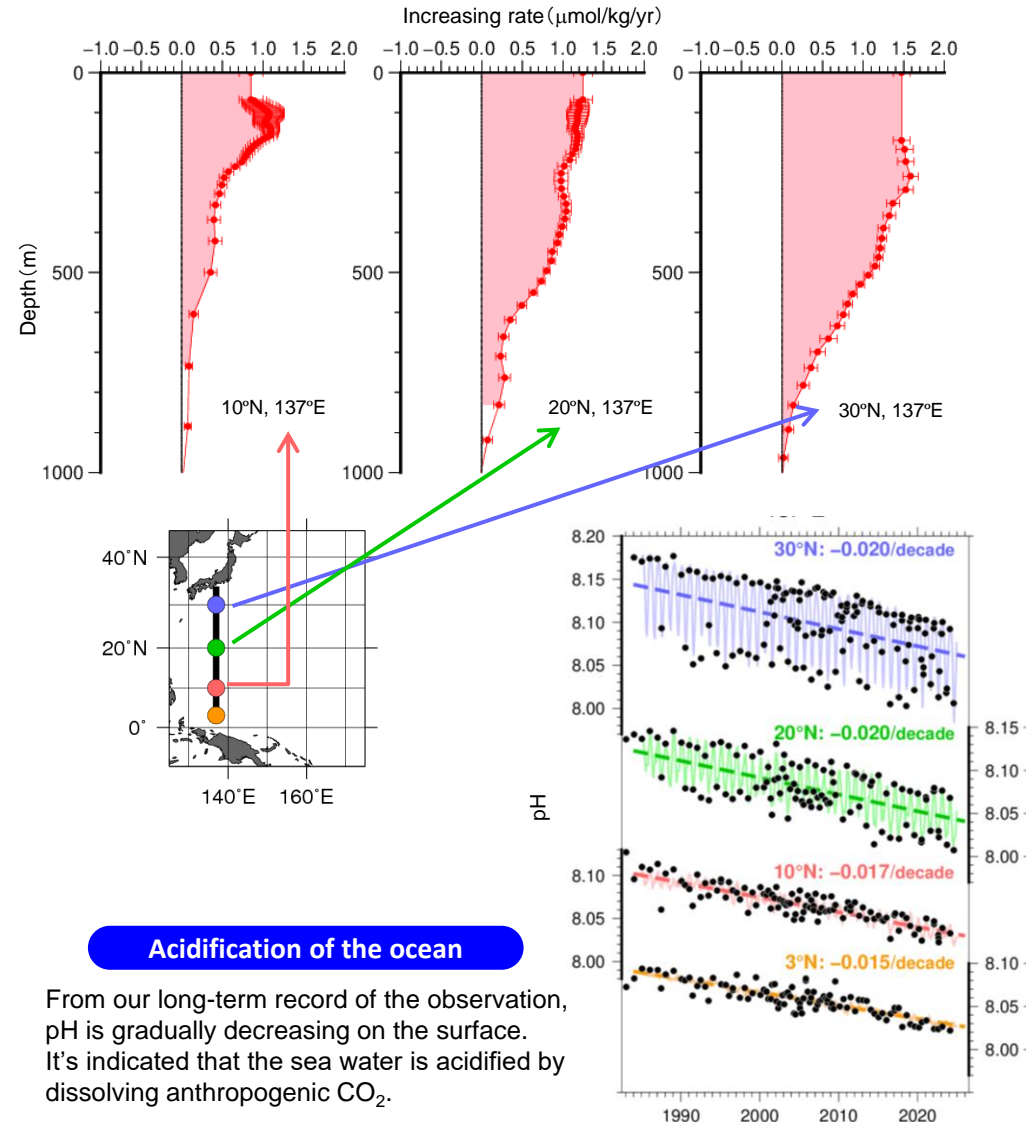 Increasing rate(μmol/kg/yr)
-1.0 -0.5 0.0 0.5 1.0 1.5 2.0
-1.0 -0.5 0.0 0.5 1.0 1.5 2.0
-1.0 -0.5 0.0 0.5 1.0 1.5 2.0
0
500
1000
Depth(m)
10ºN, 137ºE
0
500
1000
20ºN, 137ºE
0
500
1000
30ºN, 137ºE
40°N
20°N
0°
140°E 160°E
pH
8.20
8.15
8.10
8.05
8.00
30°N: −0.020/decade
20°N: −0.020/decade
8.15
8.10
8.05
8.00
10°N: −0.017/decade
8.10
8.05
8.00
3°N: −0.015/decade
8.10
8.05
8.00
1990 2000 2010 2020
Acidification of the ocean
From our long-term record of the observation,
pH is gradually decreasing on the surface.
It's indicated that the sea water is acidified by
dissolving anthropogenic CO₂.